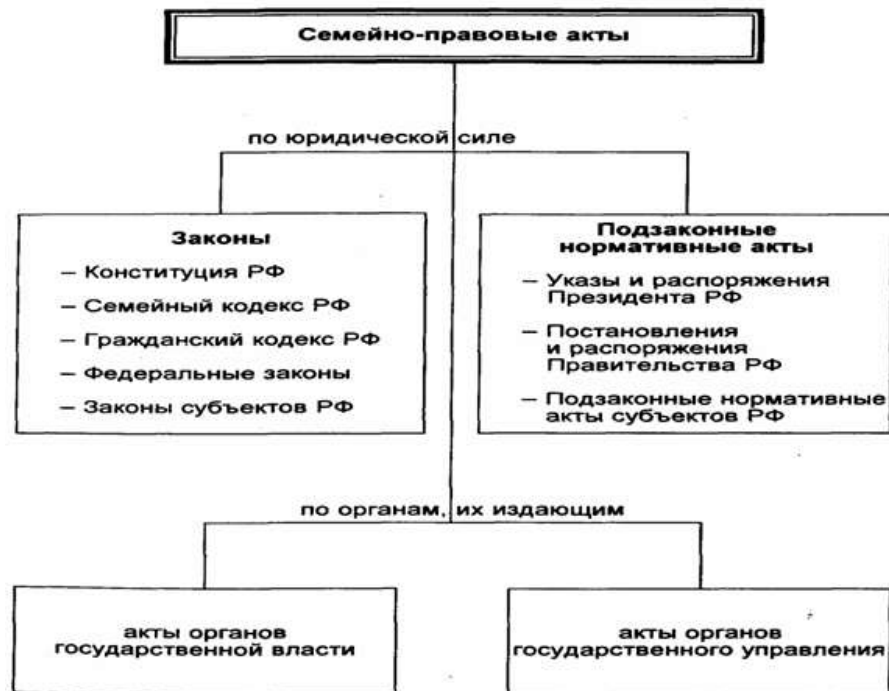 Семейно-правовые акты
по юридической силе
Законы
– Конституция РФ
– Семейный кодекс РФ
– Гражданский кодекс РФ
– Федеральные законы
– Законы субъектов РФ
Подзаконные
нормативные акты
– Указы и распоряжения
Президента РФ
– Постановления
и распоряжения
Правительства РФ
– Подзаконные нормативные
акты субъектов РФ
по органам, их издающим
акты органов
государственной власти
акты органов
государственного управления